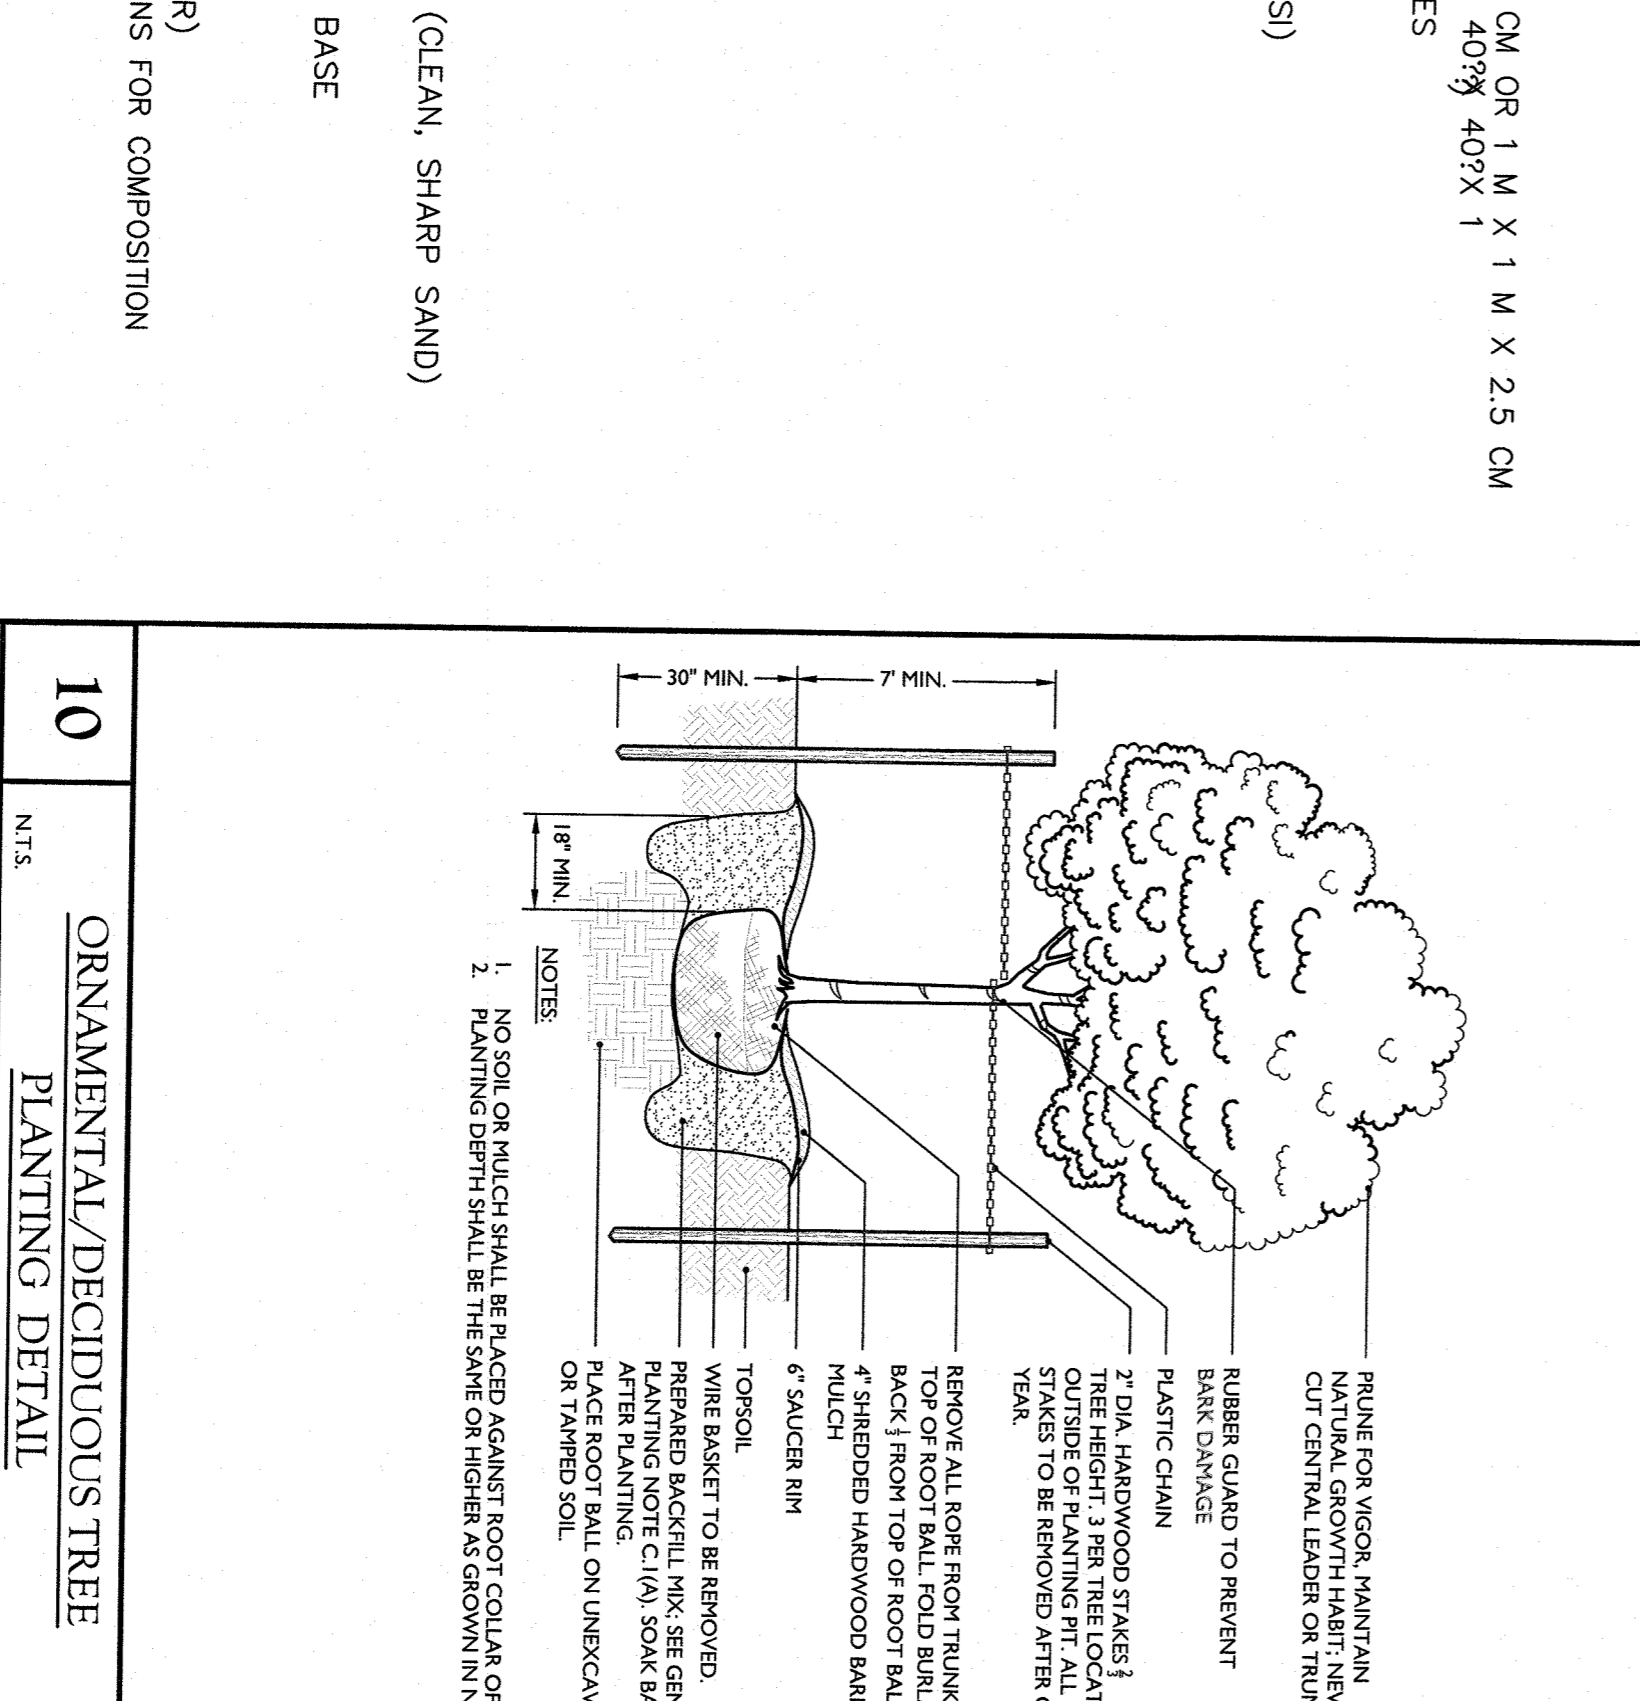 CM OR 1 M X 1 M X 2.5 CM
40??X 40??X 1
ES
SI)
(CLEAN, SHARP SAND)
BASE
R)
NS FOR COMPOSITION
7' MIN.
30" MIN.
18" MIN.
PRUNE FOR VIGOR, MAINTAIN
NATURAL GROWTH HABIT; NEV
CUT CENTRAL LEADER OR TRUN
RUBBER GUARD TO PREVENT
BARK DAMAGE
PLASTIC CHAIN
2" DIA. HARDWOOD STAKES 2/3
TREE HEIGHT. 3 PER TREE LOCAT
OUTSIDE OF PLANTING PIT. ALL
STAKES TO BE REMOVED AFTER
YEAR.
REMOVE ALL ROPE FROM TRUNK
TOP OF ROOT BALL. FOLD BURL
BACK 1/3 FROM TOP OF ROOT BAL
4" SHREDDED HARDWOOD BAR
MULCH
6" SAUCER RIM
TOPSOIL
WIRE BASKET TO BE REMOVED.
PREPARED BACKFILL MIX; SEE GEN
PLANTING NOTE C.1(A). SOAK BA
AFTER PLANTING.
PLACE ROOT BALL ON UNEXCAV
OR TAMPED SOIL.
NOTES:
1. NO SOIL OR MULCH SHALL BE PLACED AGAINST ROOT COLLAR OF
2. PLANTING DEPTH SHALL BE THE SAME OR HIGHER AS GROWN IN N
10
ORNAMENTAL/DECIDUOUS TREE
PLANTING DETAIL
N.T.S.